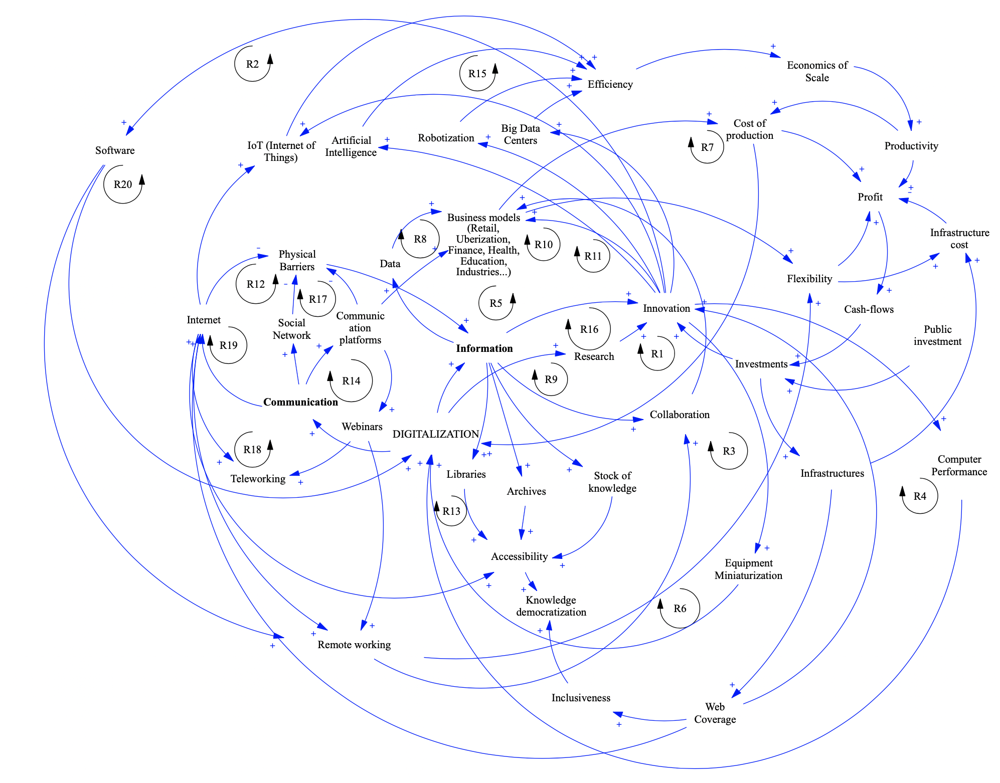 R2
R15
Efficiency
Economics of
Scale
Software
R20
IoT (Internet of
Things)
Artificial
Intelligence
Robotization
Big Data
Centers
Cost of
production
R7
Productivity
Profit
Business models
(Retail,
Uberization,
Finance, Health,
Education,
Industries...)
R8
R10
R11
Infrastructure
cost
Physical
Barriers
Data
R12
R17
R5
Flexibility
Internet
Social
Network
Communic
ation
platforms
Information
Innovation
Cash-flows
Public
investment
R19
R16
Research
R1
Investments
R14
R9
Communication
Webinars
DIGITALIZATION
Collaboration
R18
R3
Teleworking
Libraries
Archives
Stock of
knowledge
Infrastructures
Computer
Performance
R13
R4
Accessibility
Equipment
Miniaturization
Knowledge
democratization
R6
Remote working
Inclusiveness
Web
Coverage